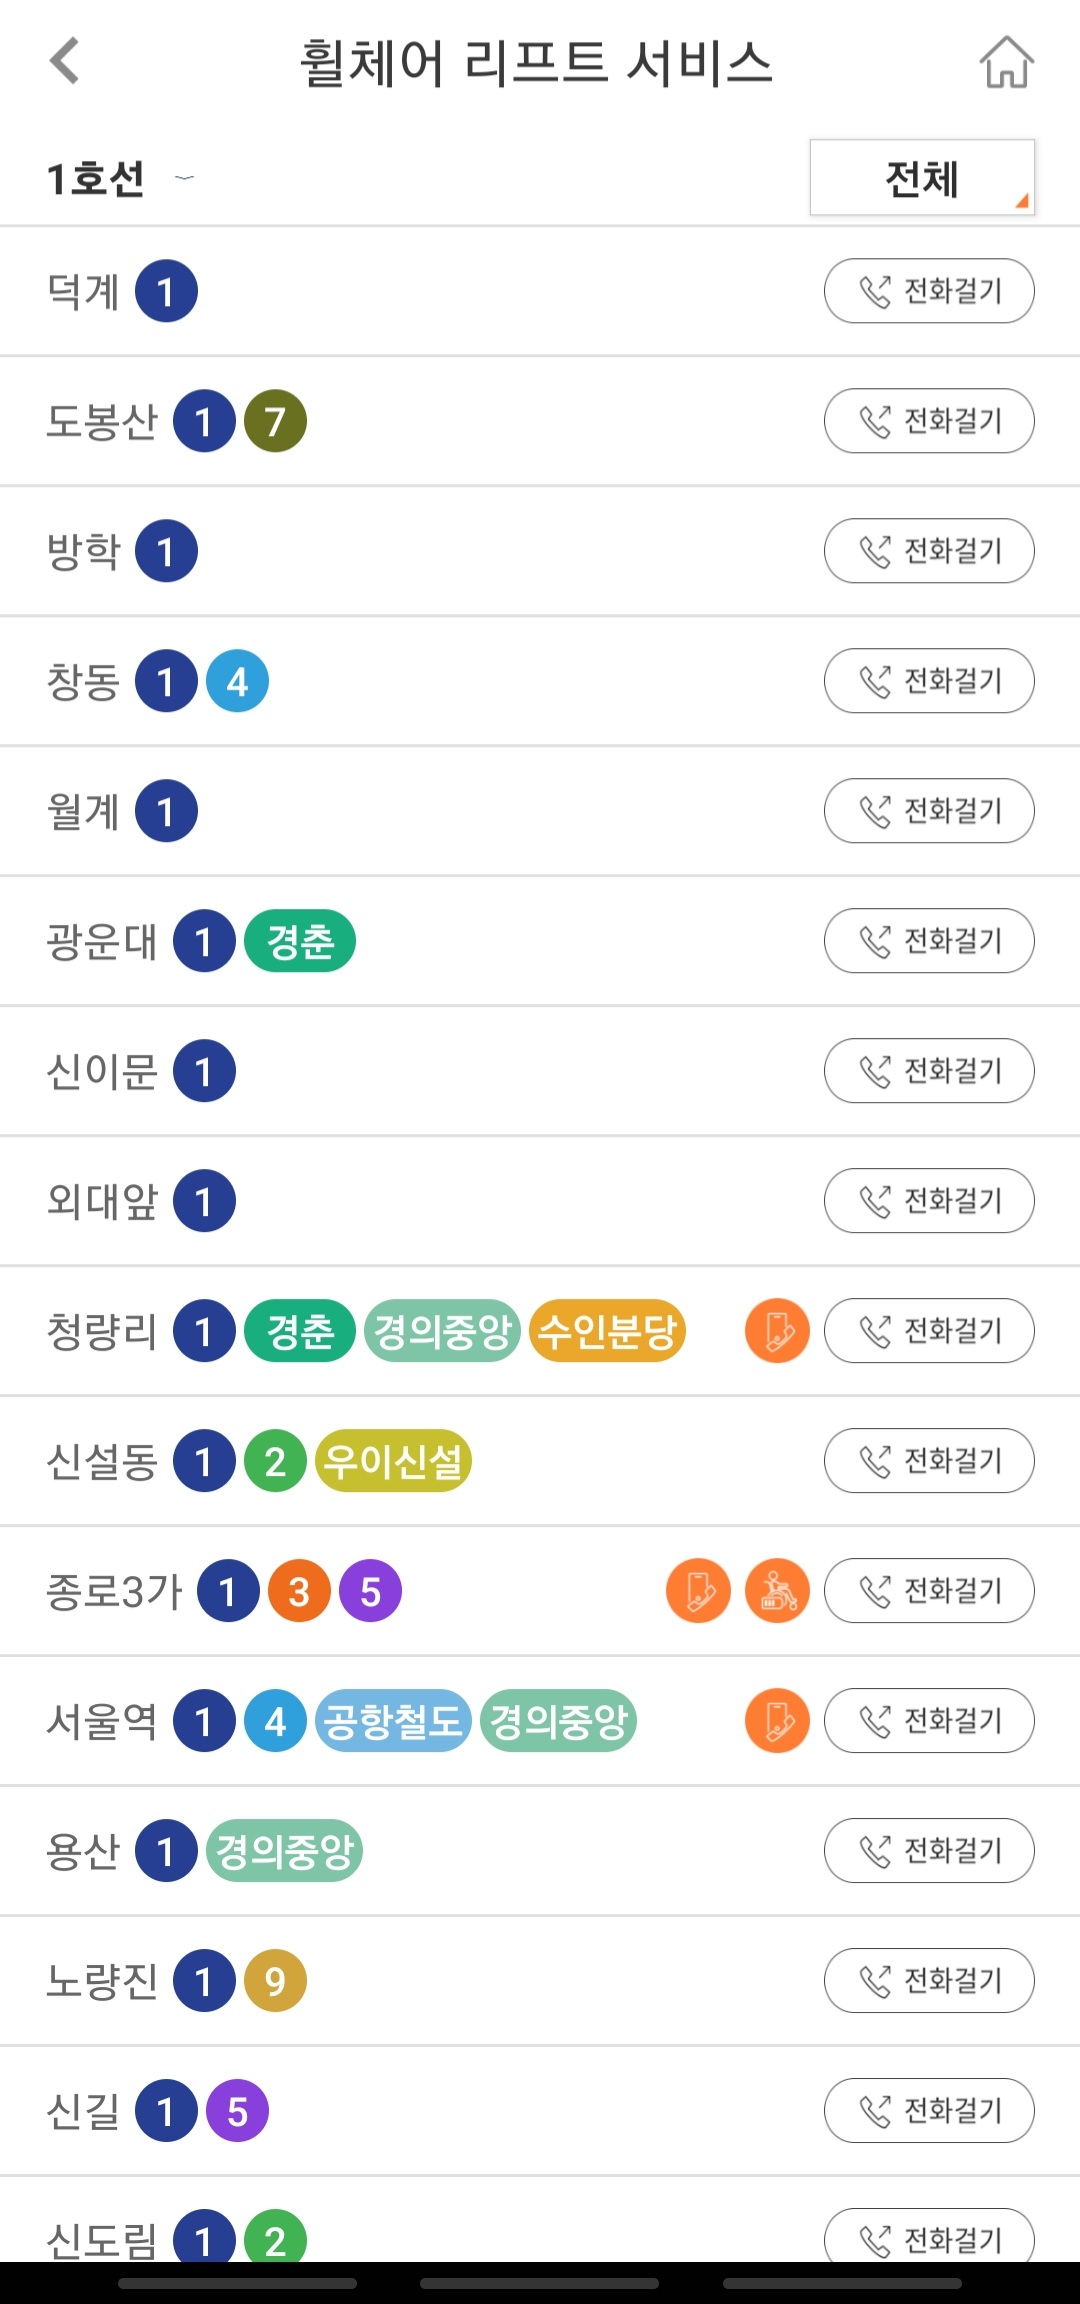 휠체어 리프트 서비스
1호선 전체
덕계 1 전화걸기
도봉산 1 7 전화걸기
방학 1 전화걸기
창동 1 4 전화걸기
월계 1 전화걸기
광운대 1 경춘 전화걸기
신이문 1 전화걸기
외대앞 1 전화걸기
청량리 1 경춘 경의중앙 수인분당 전화걸기
신설동 1 2 우이신설 전화걸기
종로3가 1 3 5 전화걸기
서울역 1 4 공항철도 경의중앙 전화걸기
용산 1 경의중앙 전화걸기
노량진 1 9 전화걸기
신길 1 5 전화걸기
신도림 1 2 전화걸기